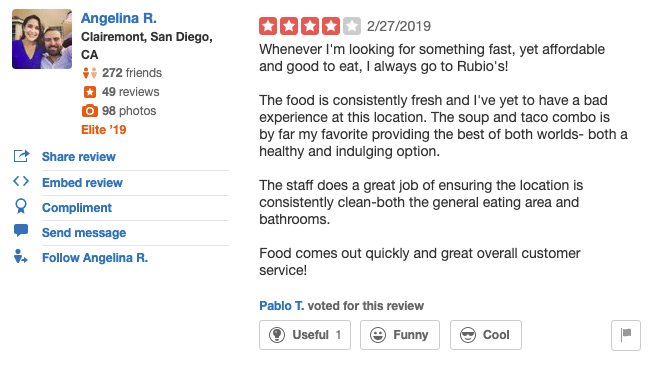 Angelina R.
Clairemont, San Diego,
CA
272 friends
49 reviews
98 photos
Elite ’19
Share review
Embed review
Compliment
Send message
Follow Angelina R.
2/27/2019
Whenever I'm looking for something fast, yet affordable
and good to eat, I always go to Rubio's!
The food is consistently fresh and I've yet to have a bad
experience at this location. The soup and taco combo is
by far my favorite providing the best of both worlds- both a
healthy and indulging option.
The staff does a great job of ensuring the location is
consistently clean-both the general eating area and
bathrooms.
Food comes out quickly and great overall customer
service!
Pablo T. voted for this review
Useful 1
Funny
Cool